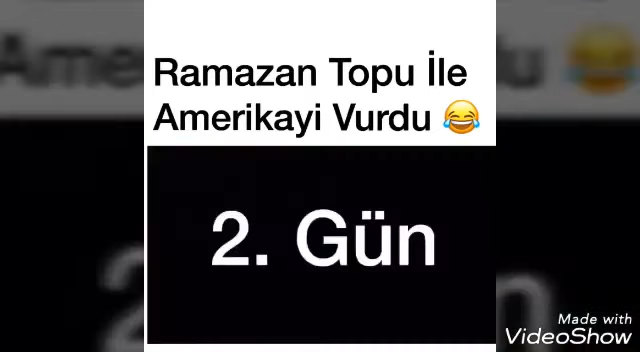 Ramazan Topu İle
Amerikayi Vurdu 😂
2. Gün
Made with
VideoShow